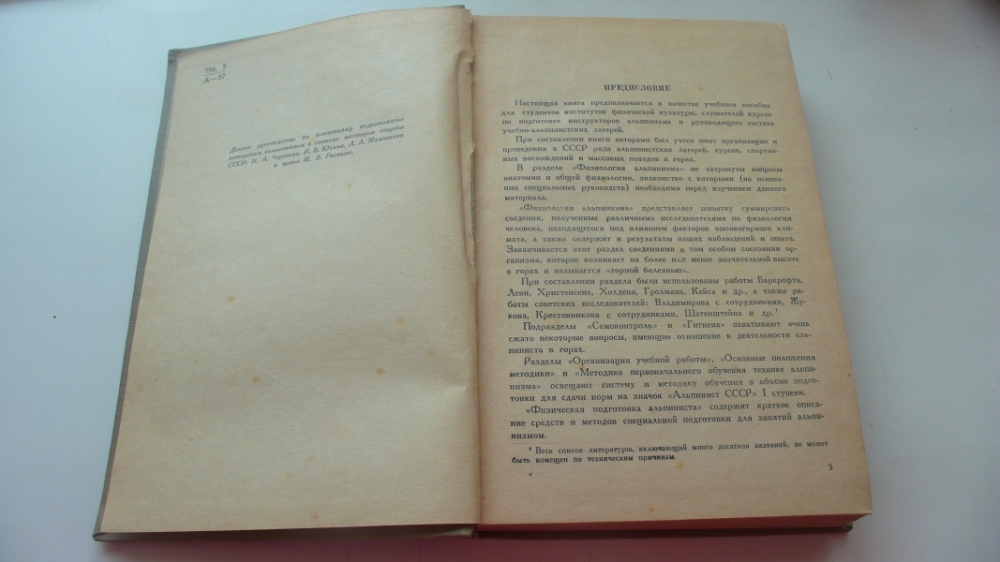 796. 5
А—57
Данное руководство по альпинизму подготовлено
авторским коллективом в составе мастеров спорта
СССР: И. А. Черепова, И. В. Юхина, Л. А.
и врача М. В.
ПРЕДИСЛОВИЕ
Настоящая книга предназначается в качестве учебного пособия
для студентов институтов физической культуры, слушателей курсов
по подготовке инструкторов альпинизма и руководящего состава
учебно-альпинистских лагерей.
При составлении книги авторами был учтен опыт организации и
проведения в СССР ряда альпинистских лагерей, курсов, спортив-
ных восхождений и массовых походов в горах.
В разделе «Физиология альпинизма» не затронуты вопросы
анатомии и общей физиологии, знакомство с которыми (на основа-
нии специальных руководств) необходимо перед изучением данного
материала.
«Физиология альпинизма» представляет попытку суммировать
сведения, полученные различными исследователями по физиологии
человека, находящегося под влиянием факторов высокогорного кли-
мата, а также содержит и результаты наших наблюдений и опыта.
Заканчивается этот раздел сведениями о том особом состоянии ор-
ганизма, которое возникает на более или менее значительной высоте
в горах и называется «горной болезнью».
При составлении раздела были использованы работы Баркрофта,
Леви, Христенсена, Холдена, Гролмана, Кейса и др., а также ра-
боты советских исследователей: Владимирова с сотрудниками, Жу-
кова, Крестовникова с сотрудниками, Шатенштейна и др.¹
Подразделы «Самоконтроль» и «Гигиена» охватывают очень
сжато некоторые вопросы, имеющие отношение к деятельности аль-
пиниста в горах.
Разделы «Организация учебной работы», «Основные положения
методики» и «Методика первоначального обучения технике альпи-
низма» освещают систему и методику обучения в объеме подго-
товки для сдачи норм на значок «Альпинист СССР» I ступени.
«Физическая подготовка альпиниста» содержит краткое описа-
ние средств и методов специальной подготовки для занятий альпи-
низмом.
¹ Весь список литературы, включающий много десятков названий, не может
быть помещен по техническим причинам.
3